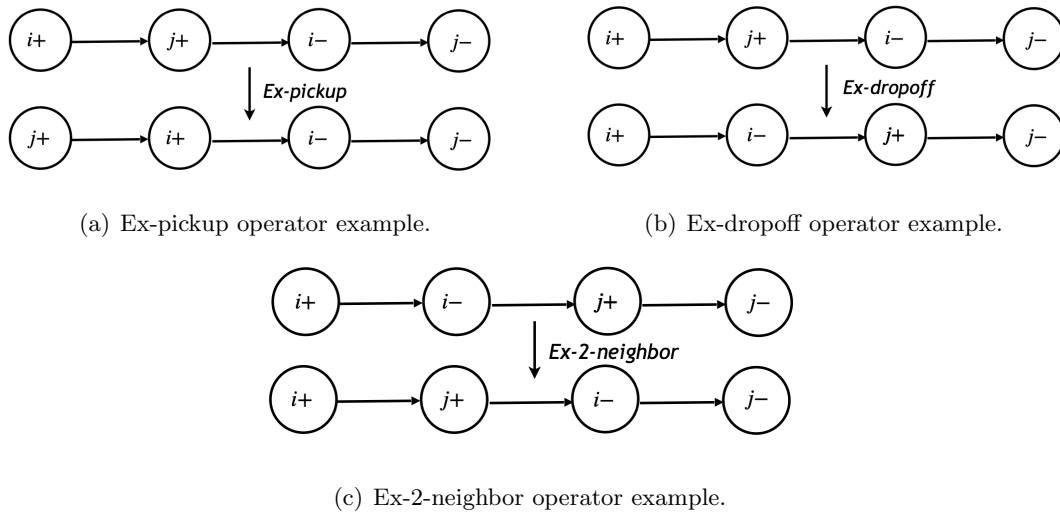 i+ j+ i− j−
Ex-pickup
j+ i+ i− j−
(a) Ex-pickup operator example.
i+ j+ i− j−
Ex-dropoff
i+ i− j+ j−
(b) Ex-dropoff operator example.
i+ i− j+ j−
Ex-2-neighbor
i+ j+ i− j−
(c) Ex-2-neighbor operator example.